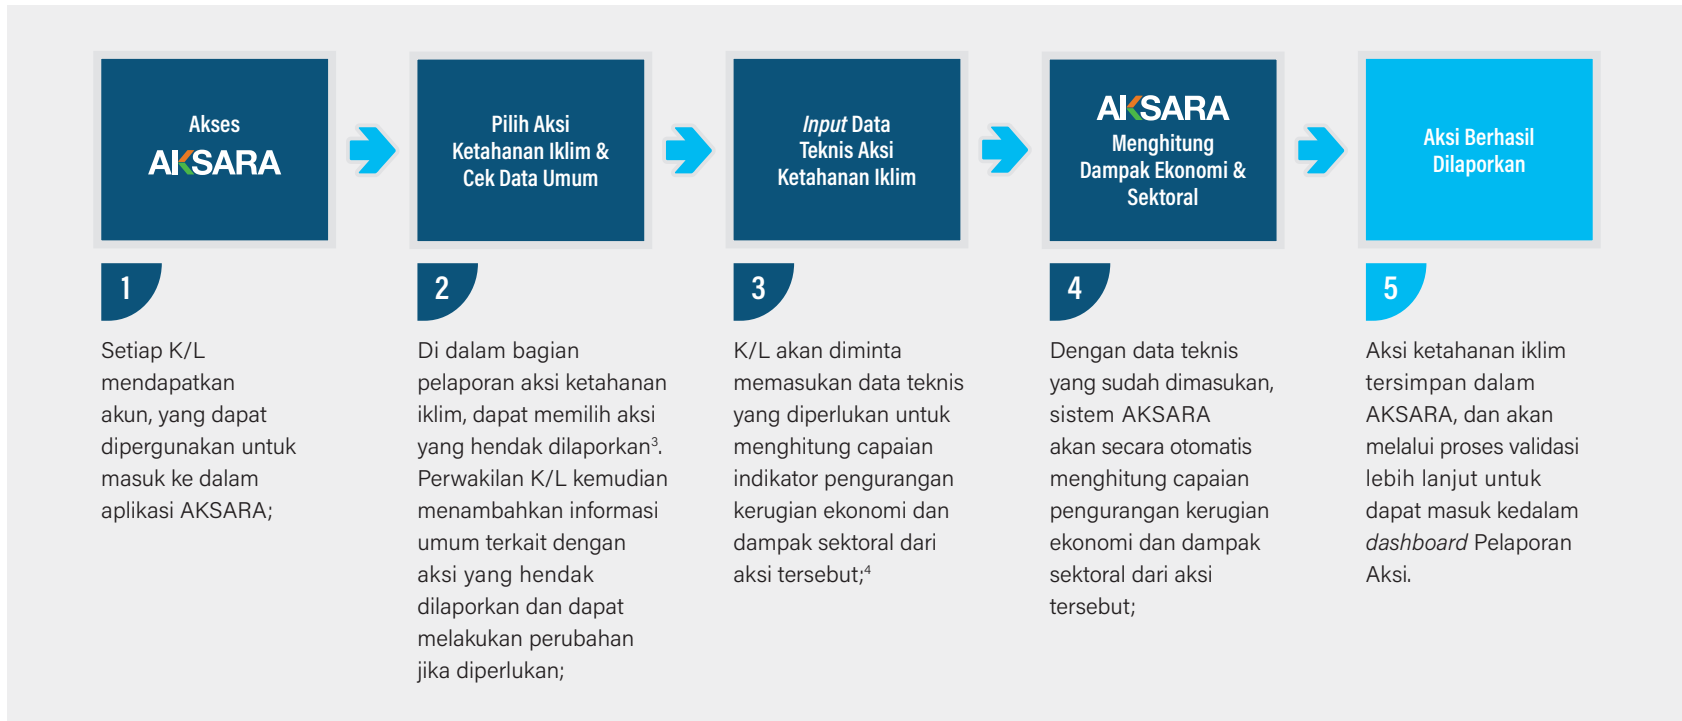 Akses
AKSARA
Pilih Aksi
Ketahanan Iklim &
Cek Data Umum
Input Data
Teknis Aksi
Ketahanan Iklim
AKSARA
Menghitung
Dampak Ekonomi &
Sektoral
Aksi Berhasil
Dilaporkan
1
Setiap K/L
mendapatkan
akun, yang dapat
dipergunakan untuk
masuk ke dalam
aplikasi AKSARA;
2
Di dalam bagian
pelaporan aksi ketahanan
iklim, dapat memilih aksi
yang hendak dilaporkan³.
Perwakilan K/L kemudian
menambahkan informasi
umum terkait dengan
aksi yang hendak
dilaporkan dan dapat
melakukan perubahan
jika diperlukan;
3
K/L akan diminta
memasukan data teknis
yang diperlukan untuk
menghitung capaian
indikator pengurangan
kerugian ekonomi dan
dampak sektoral dari
aksi tersebut;⁴
4
Dengan data teknis
yang sudah dimasukan,
sistem AKSARA
akan secara otomatis
menghitung capaian
pengurangan kerugian
ekonomi dan dampak
sektoral dari aksi
tersebut;
5
Aksi ketahanan iklim
tersimpan dalam
AKSARA, dan akan
melalui proses validasi
lebih lanjut untuk
dapat masuk kedalam
dashboard Pelaporan
Aksi.